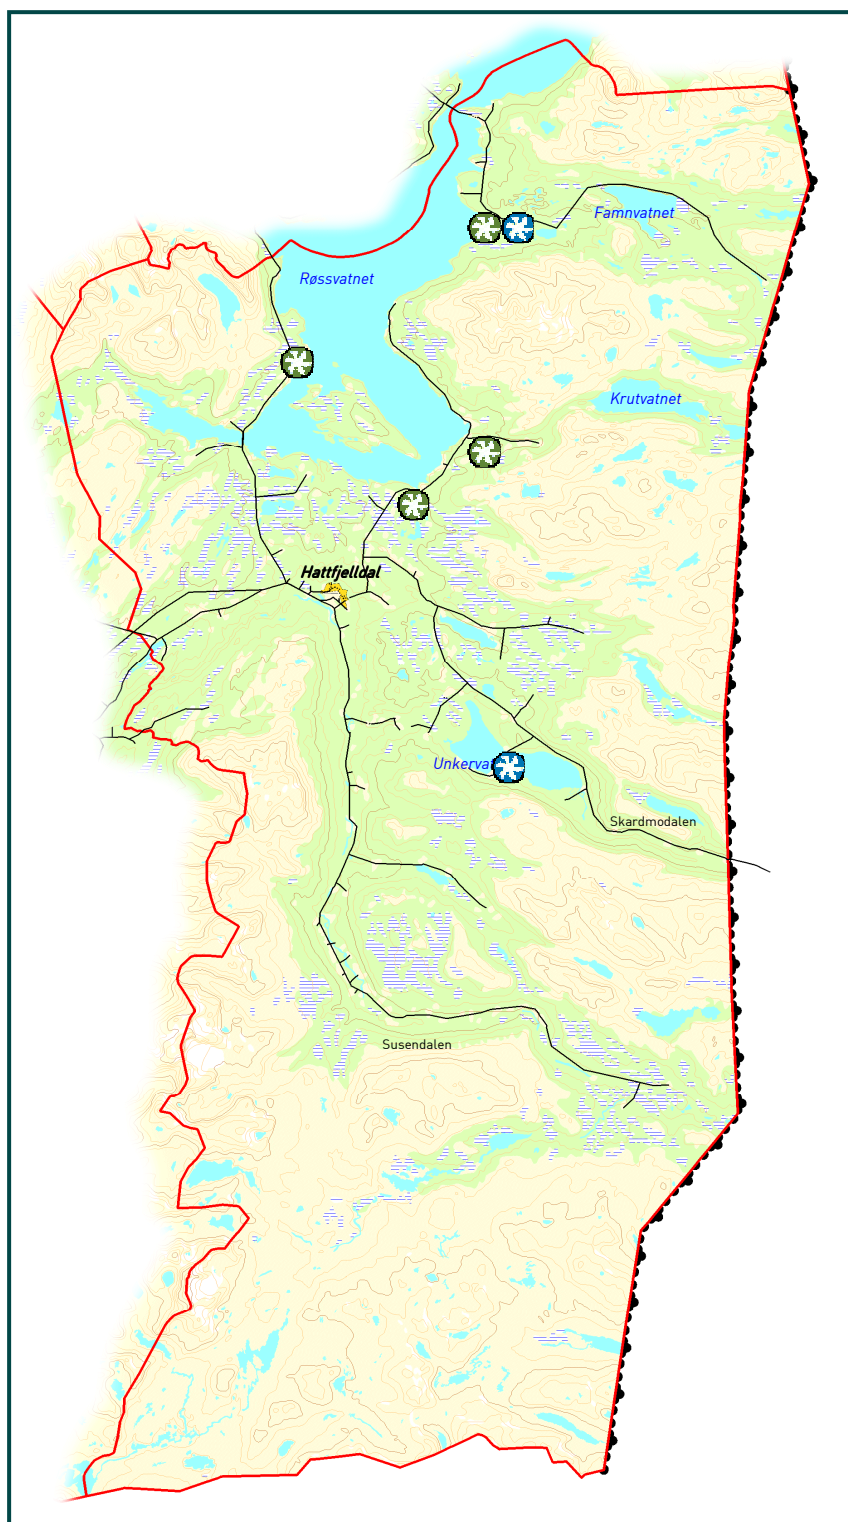 Famnvatnet
Røssvatnet
Krutvatnet
Hattfjelldal
Skardmodalen
Susendalen